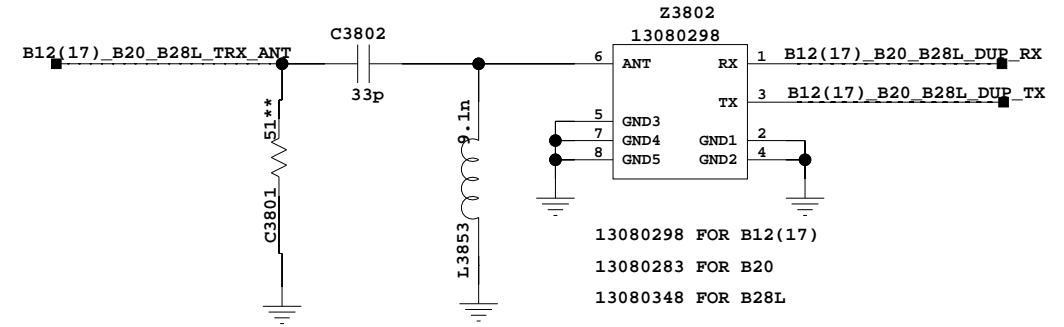 Z3802
13080298
C3802
33p
B12(17)_B20_B28L_TRX_ANT
6
ANT
RX
1
B12(17)_B20_B28L_DUP_RX
TX
3
B12(17)_B20_B28L_DUP_TX
5
GND3
7
GND4
GND1
2
8
GND5
GND2
4
51**
C3801
9.1n
L3853
13080298 FOR B12(17)
13080283 FOR B20
13080348 FOR B28L